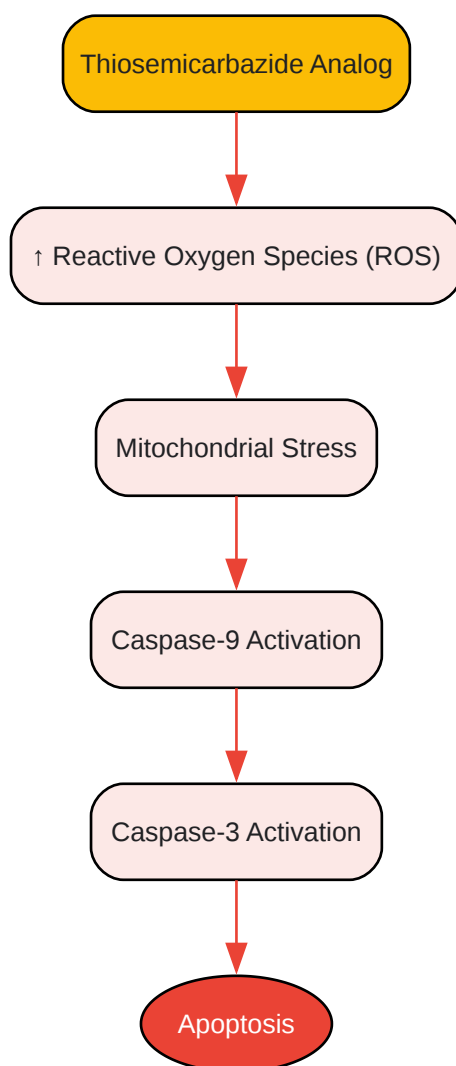 Thiosemicarbazide Analog
↑ Reactive Oxygen Species (ROS)
Mitochondrial Stress
Caspase-9 Activation
Caspase-3 Activation
Apoptosis